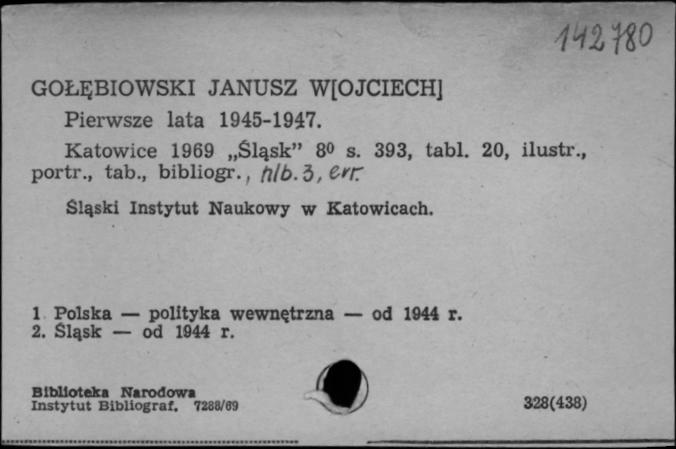 142780
GOŁĘBIOWSKI JANUSZ W[OJCIECH]
Pierwsze lata 1945-1947.
Katowice 1969 „Śląsk” 8⁰ s. 393, tabl. 20, ilustr.,
portr., tab., bibliogr., nlb. 3, err.
Śląski Instytut Naukowy w Katowicach.
1 Polska — polityka wewnętrzna — od 1944 r.
2. Śląsk — od 1944 r.
Biblioteka Narodowa
Instytut Bibliograf. 7288/69
328(438)